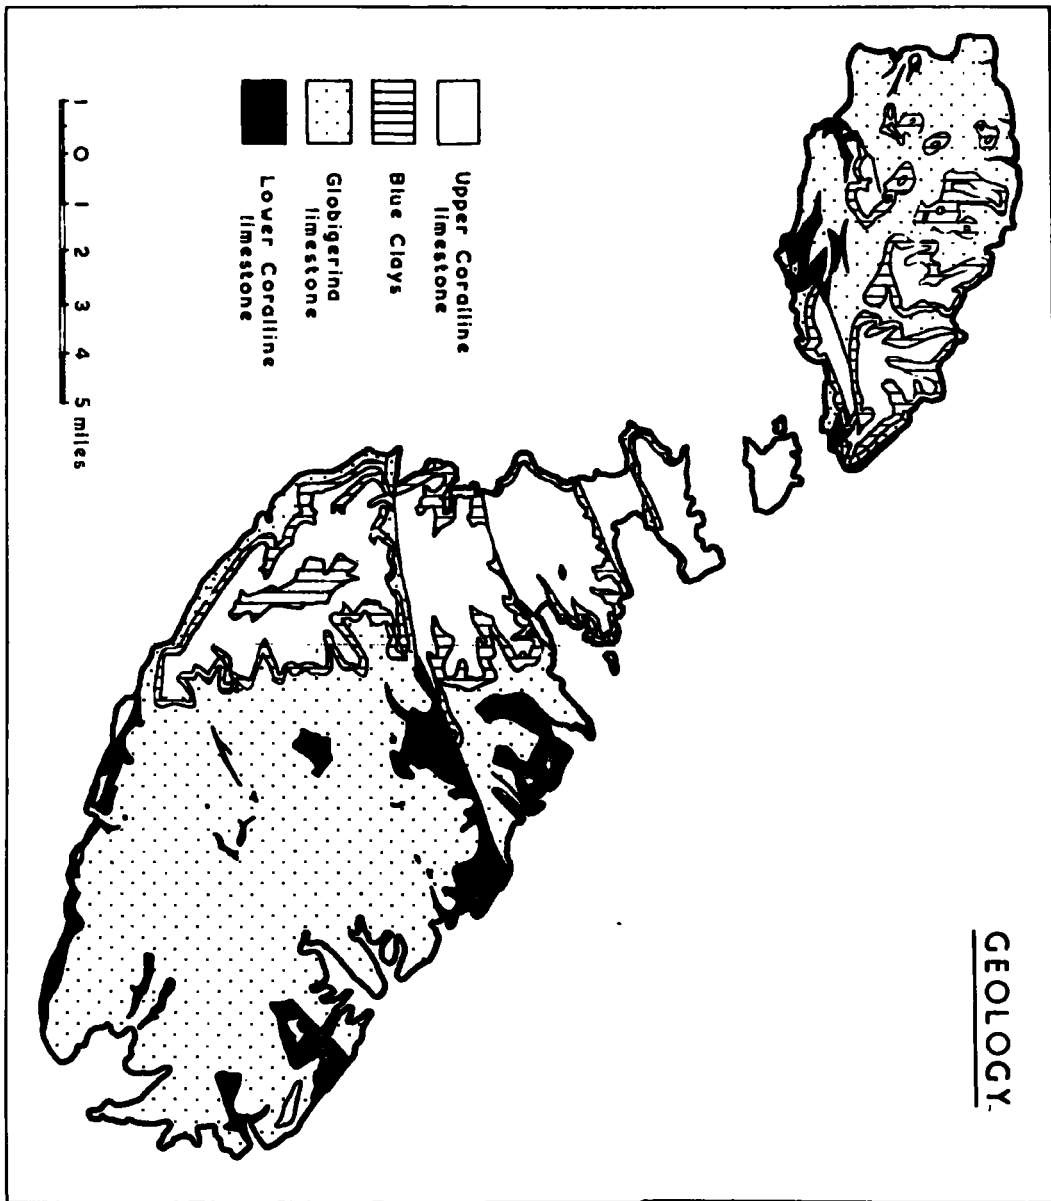 GEOLOGY.
Upper Coralline
limestone
Blue Clays
Globigerina
limestone
Lower Coralline
limestone
1 0 1 2 3 4 5 miles